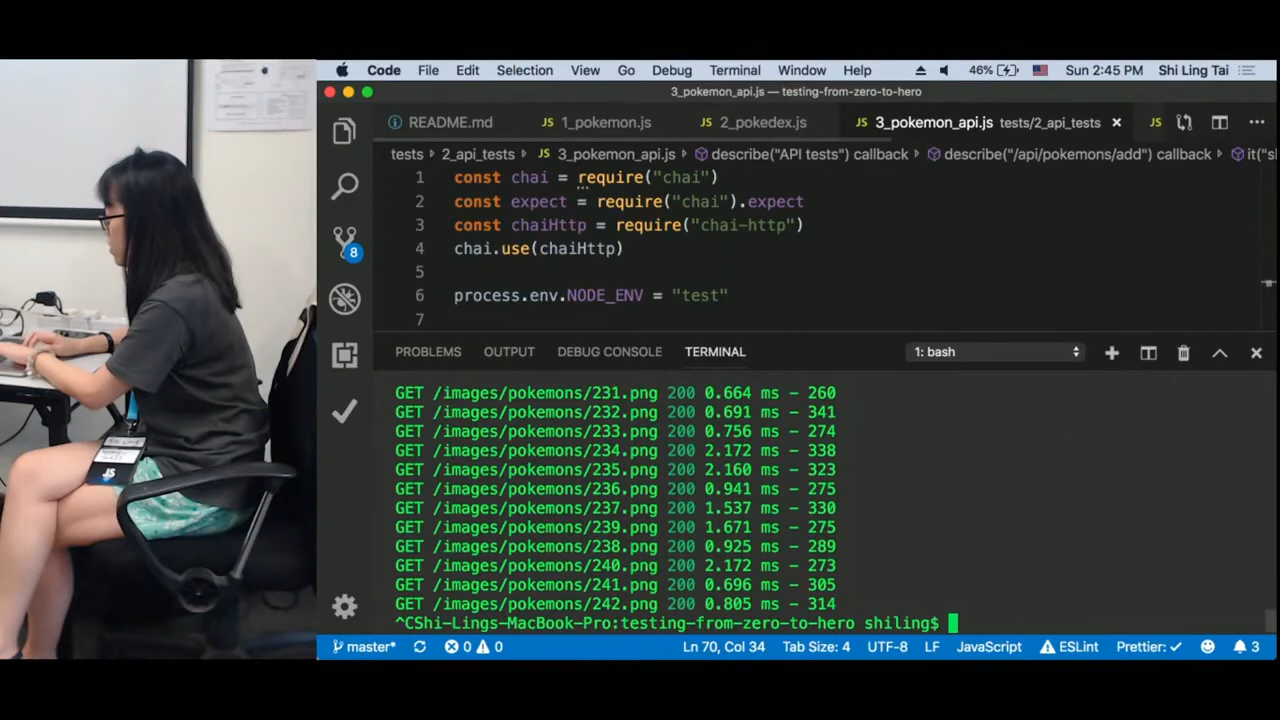 Code File Edit Selection View Go Debug Terminal Window Help 46% Sun 2:45 PM Shi Ling Tai
3_pokemon_api.js — testing-from-zero-to-hero
README.md JS 1_pokemon.js JS 2_pokedex.js JS 3_pokemon_api.js tests/2_api_tests × JS
tests 2_api_tests JS 3_pokemon_api.js describe("API tests") callback describe("/api/pokemons/add") callback it("s
1 const chai = require("chai")
2 const expect = require("chai").expect
3 const chaiHttp = require("chai-http")
4 chai.use(chaiHttp)
5
6 process.env.NODE_ENV = "test"
7
8
PROBLEMS OUTPUT DEBUG CONSOLE TERMINAL 1: bash
GET /images/pokemons/231.png 200 0.664 ms - 260
GET /images/pokemons/232.png 200 0.691 ms - 341
GET /images/pokemons/233.png 200 0.756 ms - 274
GET /images/pokemons/234.png 200 2.172 ms - 338
GET /images/pokemons/235.png 200 2.160 ms - 323
GET /images/pokemons/236.png 200 0.941 ms - 275
GET /images/pokemons/237.png 200 1.537 ms - 330
GET /images/pokemons/239.png 200 1.671 ms - 275
GET /images/pokemons/238.png 200 0.925 ms - 289
GET /images/pokemons/240.png 200 2.172 ms - 273
GET /images/pokemons/241.png 200 0.696 ms - 305
GET /images/pokemons/242.png 200 0.805 ms - 314
^CShi-Lings-MacBook-Pro:testing-from-zero-to-hero shiling$
master* 0 0 Ln 70, Col 34 Tab Size: 4 UTF-8 LF JavaScript ESLint Prettier: ✓ 3
JS